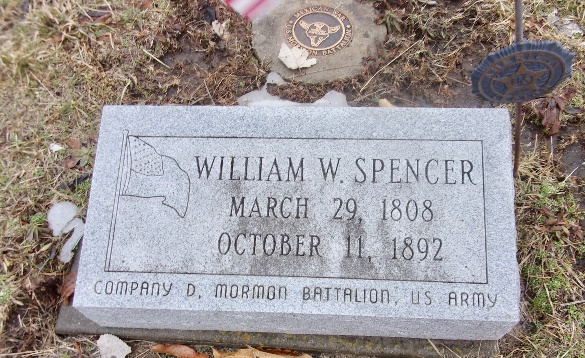 WILLIAM W. SPENCER
MARCH 29, 1808
OCTOBER 11, 1892
COMPANY D, MORMON BATTALION, US ARMY